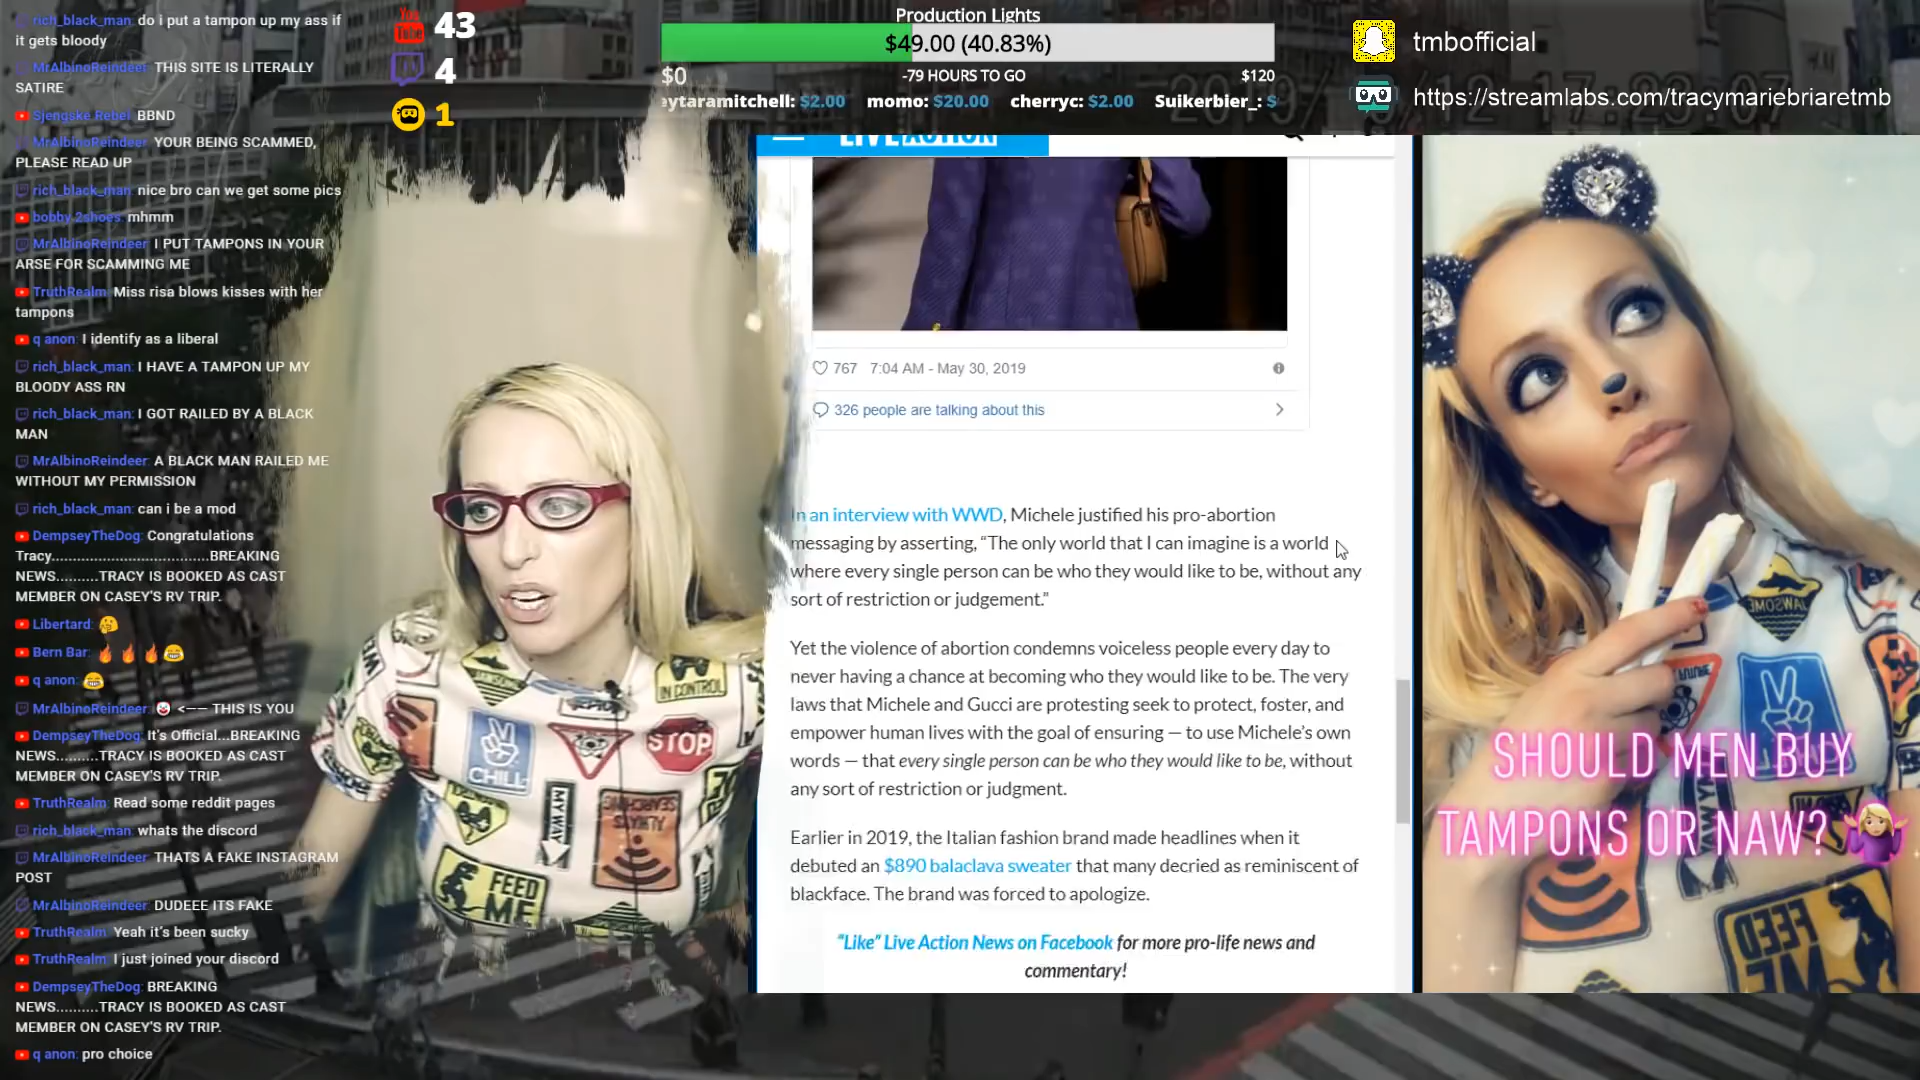 rich_black_man: do i put a tampon up my ass if
it gets bloody
MrAlbinoReindeer: THIS SITE IS LITERALLY
SATIRE
Sjengske Rebel: BBND
MrAlbinoReindeer: YOUR BEING SCAMMED,
PLEASE READ UP
rich_black_man: nice bro can we get some pics
bobby 2shoes: mhmm
MrAlbinoReindeer: I PUT TAMPONS IN YOUR
ARSE FOR SCAMMING ME
TruthRealm: Miss risa blows kisses with her
tampons
q anon: I identify as a liberal
rich_black_man: I HAVE A TAMPON UP MY
BLOODY ASS RN
rich_black_man: I GOT RAILED BY A BLACK
MAN
MrAlbinoReindeer: A BLACK MAN RAILED ME
WITHOUT MY PERMISSION
rich_black_man: can i be a mod
DempseyTheDog: Congratulations
Tracy...................................BREAKING
NEWS..........TRACY IS BOOKED AS CAST
MEMBER ON CASEY'S RV TRIP.
Libertard: 🤔
Bern Bar: 🔥🔥🔥😂
q anon: 😂
MrAlbinoReindeer: 🤡 <—— THIS IS YOU
DempseyTheDog: It's Official...BREAKING
NEWS..........TRACY IS BOOKED AS CAST
MEMBER ON CASEY'S RV TRIP.
TruthRealm: Read some reddit pages
rich_black_man: whats the discord
MrAlbinoReindeer: THATS A FAKE INSTAGRAM
POST
MrAlbinoReindeer: DUDEEE ITS FAKE
TruthRealm: Yeah it's been sucky
TruthRealm: I just joined your discord
DempseyTheDog: BREAKING
NEWS..........TRACY IS BOOKED AS CAST
MEMBER ON CASEY'S RV TRIP.
q anon: pro choice
You Tube 43
4
1
Production Lights
$49.00 (40.83%)
$0 -79 HOURS TO GO $120
eytaramitchell: $2.00 momo: $20.00 cherryc: $2.00 Suikerbier_: $
tmbofficial
https://streamlabs.com/tracymariebriaretmb
LIVE ACTION
767 7:04 AM - May 30, 2019
326 people are talking about this
In an interview with WWD, Michele justified his pro-abortion
messaging by asserting, “The only world that I can imagine is a world
where every single person can be who they would like to be, without any
sort of restriction or judgement.”
Yet the violence of abortion condemns voiceless people every day to
never having a chance at becoming who they would like to be. The very
laws that Michele and Gucci are protesting seek to protect, foster, and
empower human lives with the goal of ensuring — to use Michele’s own
words — that every single person can be who they would like to be, without
any sort of restriction or judgment.
Earlier in 2019, the Italian fashion brand made headlines when it
debuted an $890 balaclava sweater that many decried as reminiscent of
blackface. The brand was forced to apologize.
“Like” Live Action News on Facebook for more pro-life news and
commentary!
IN CONTROL
STOP
CHILL
MY WAY
ALWAYS
SEARCHING
FEED
ME
AWESOME
SHOULD MEN BUY
TAMPONS OR NAW? 🤷🏼‍♀️
FEED
ME